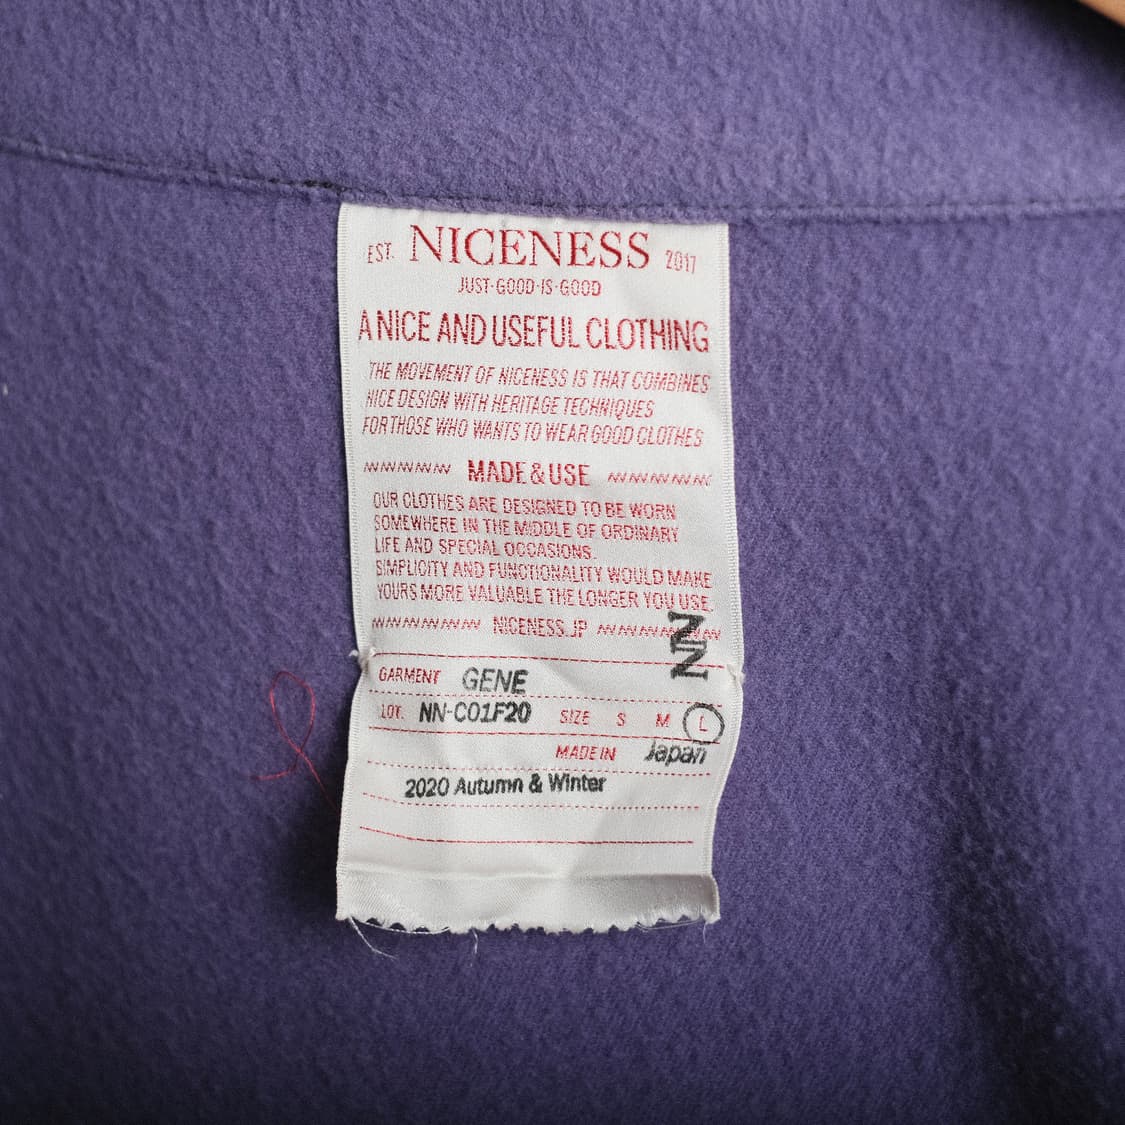 EST. NICENESS 2017
JUST·GOOD·IS·GOOD
A NICE AND USEFUL CLOTHING
THE MOVEMENT OF NICENESS IS THAT COMBINES
NICE DESIGN WITH HERITAGE TECHNIQUES
FOR THOSE WHO WANTS TO WEAR GOOD CLOTHES
MADE & USE
OUR CLOTHES ARE DESIGNED TO BE WORN
SOMEWHERE IN THE MIDDLE OF ORDINARY
LIFE AND SPECIAL OCCASIONS.
SIMPLICITY AND FUNCTIONALITY WOULD MAKE
YOURS MORE VALUABLE THE LONGER YOU USE.
NICENESS.JP
NN
GARMENT GENE
LOT. NN-C01F20 SIZE S M L
MADE IN Japan
2020 Autumn & Winter